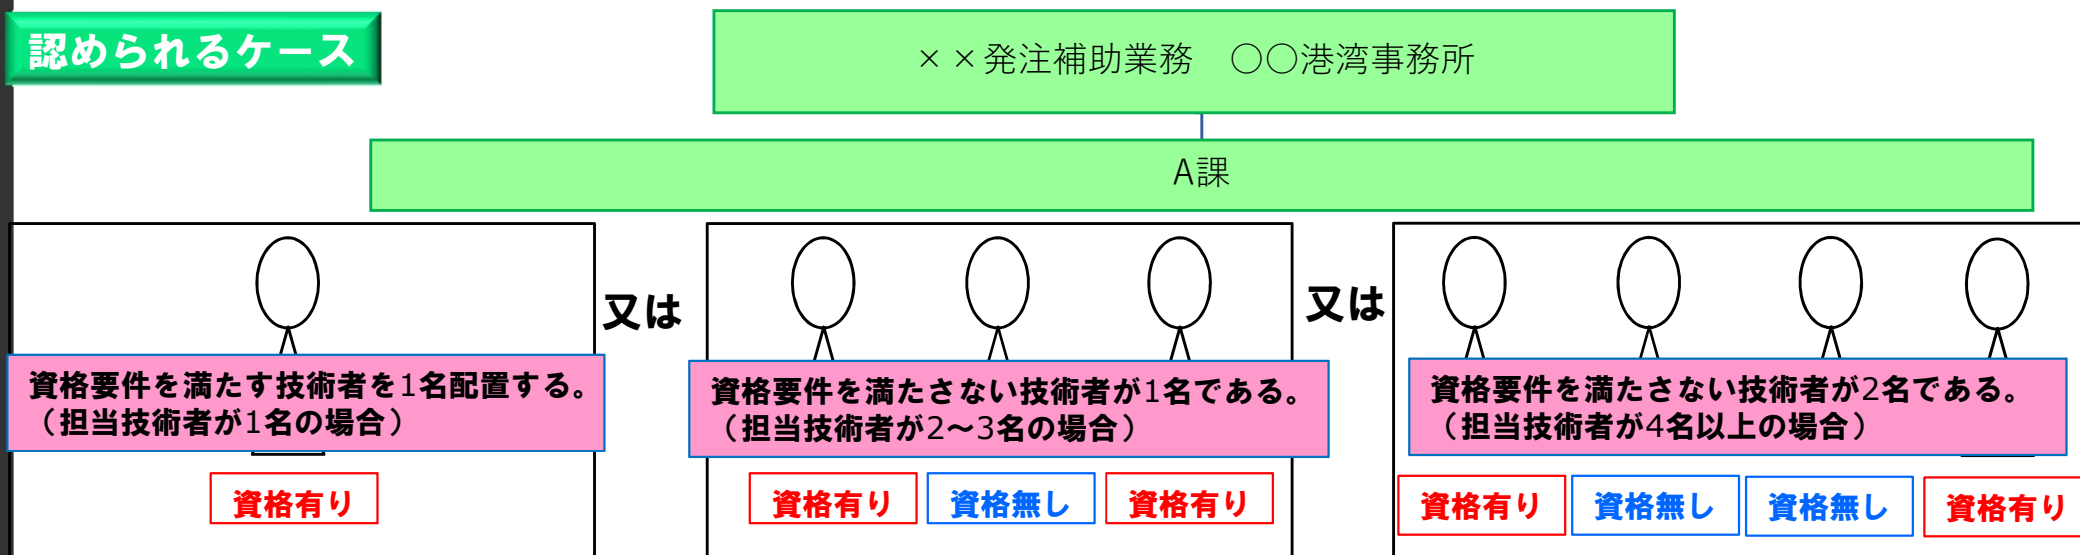 認められるケース
××発注補助業務　○○港湾事務所
A課
資格要件を満たす技術者を1名配置する。
（担当技術者が1名の場合）
資格有り
又は
資格要件を満たさない技術者が1名である。
（担当技術者が2～3名の場合）
資格有り
資格無し
資格有り
又は
資格要件を満たさない技術者が2名である。
（担当技術者が4名以上の場合）
資格有り
資格無し
資格無し
資格有り